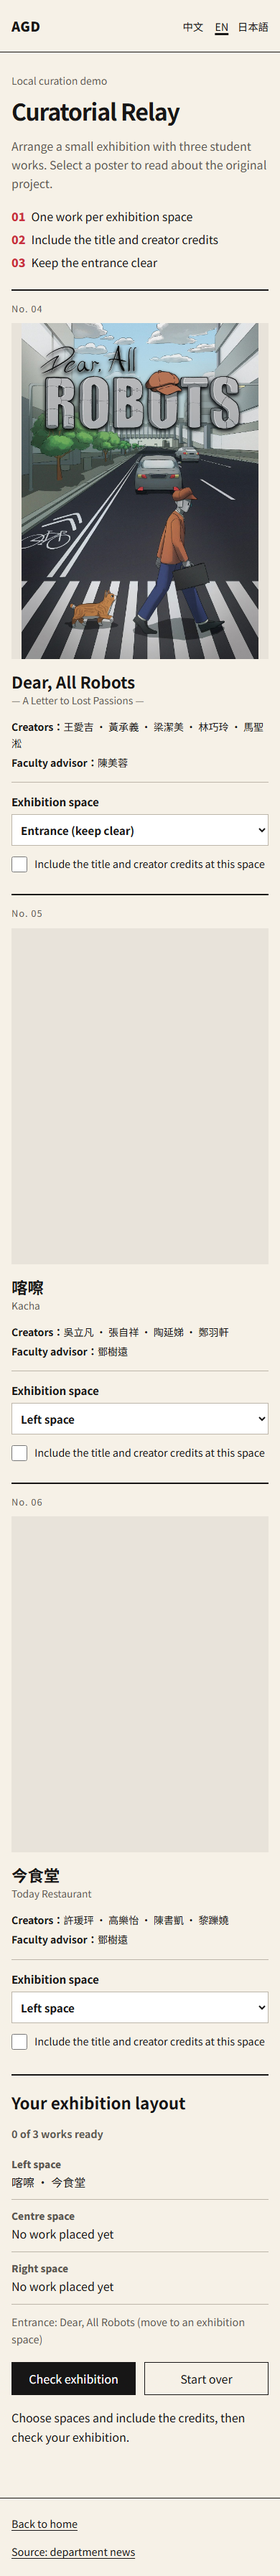 AGD
中文 EN 日本語
Local curation demo
Curatorial Relay
Arrange a small exhibition with three student
works. Select a poster to read about the original
project.
01 One work per exhibition space
02 Include the title and creator credits
03 Keep the entrance clear
No. 04
Dear, All
ROBOTS
Dear, All Robots
— A Letter to Lost Passions —
Creators：王愛吉 ・ 黃承義 ・ 梁潔美 ・ 林巧玲 ・ 馬聖
淞
Faculty advisor：陳美蓉
Exhibition space
Entrance (keep clear)
Include the title and creator credits at this space
No. 05
喀嚓
Kacha
Creators：吳立凡 ・ 張自祥 ・ 陶延娣 ・ 鄭羽軒
Faculty advisor：鄧樹遠
Exhibition space
Left space
Include the title and creator credits at this space
No. 06
今食堂
Today Restaurant
Creators：許瑗玶 ・ 高樂怡 ・ 陳書凱 ・ 黎躒嬈
Faculty advisor：鄧樹遠
Exhibition space
Left space
Include the title and creator credits at this space
Your exhibition layout
0 of 3 works ready
Left space
喀嚓 ・ 今食堂
Centre space
No work placed yet
Right space
No work placed yet
Entrance: Dear, All Robots (move to an exhibition
space)
Check exhibition Start over
Choose spaces and include the credits, then
check your exhibition.
Back to home
Source: department news